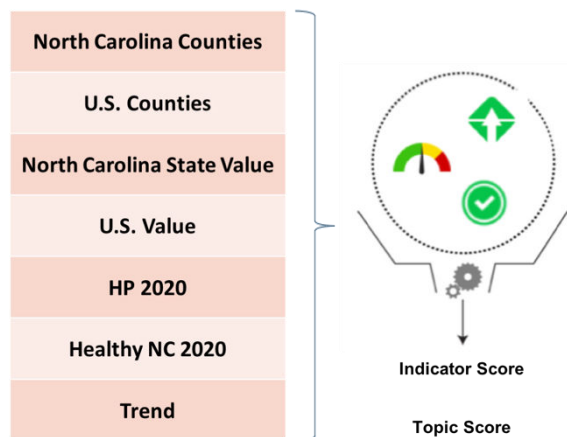 North Carolina Counties
U.S. Counties
North Carolina State Value
U.S. Value
HP 2020
Healthy NC 2020
Trend
Indicator Score
Topic Score